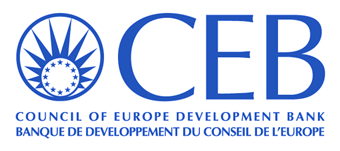 CEB
COUNCIL OF EUROPE DEVELOPMENT BANK
BANQUE DE DEVELOPPEMENT DU CONSEIL DE L'EUROPE